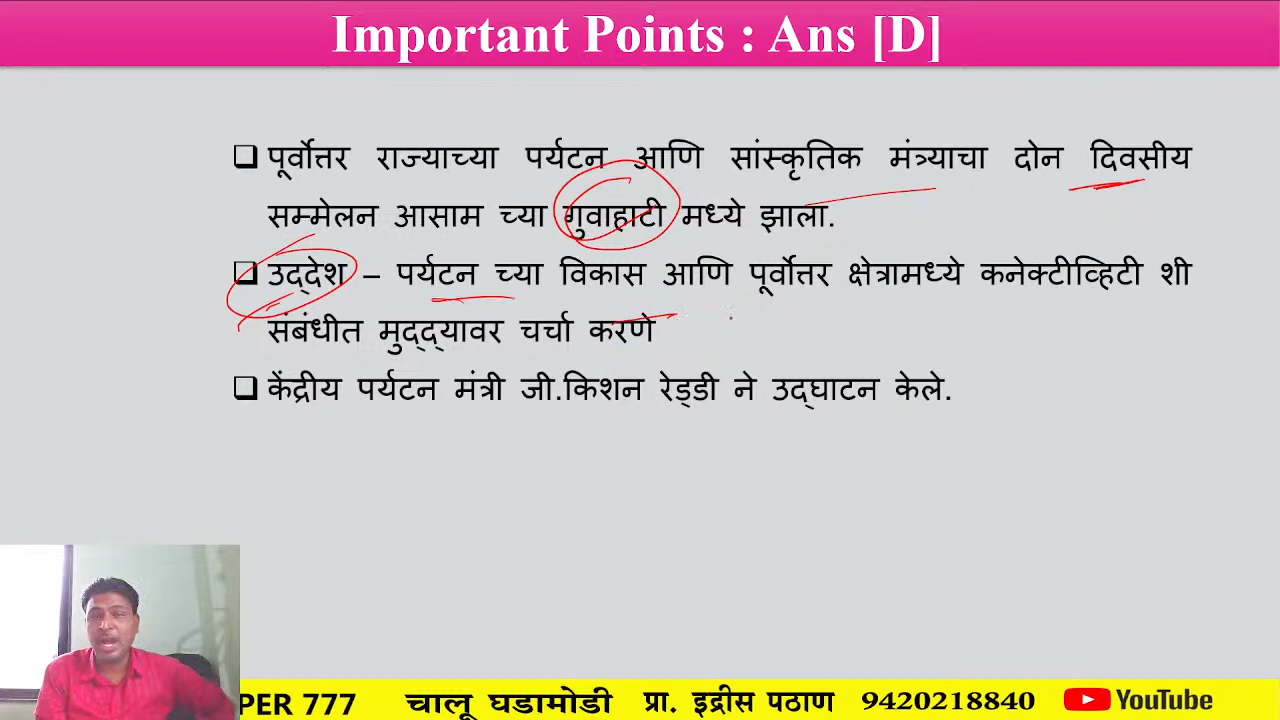 Important Points : Ans [D]
❑ पूर्वोत्तर राज्याच्या पर्यटन आणि सांस्कृतिक मंत्र्याचा दोन दिवसीय
सम्मेलन आसाम च्या गुवाहाटी मध्ये झाला.
❑ उद्देश – पर्यटन च्या विकास आणि पूर्वोत्तर क्षेत्रामध्ये कनेक्टीव्हिटी शी
संबंधीत मुद्द्यावर चर्चा करणे
❑ केंद्रीय पर्यटन मंत्री जी.किशन रेड्डी ने उद्घाटन केले.
PER 777 चालू घडामोडी प्रा. इद्रीस पठाण 9420218840 YouTube